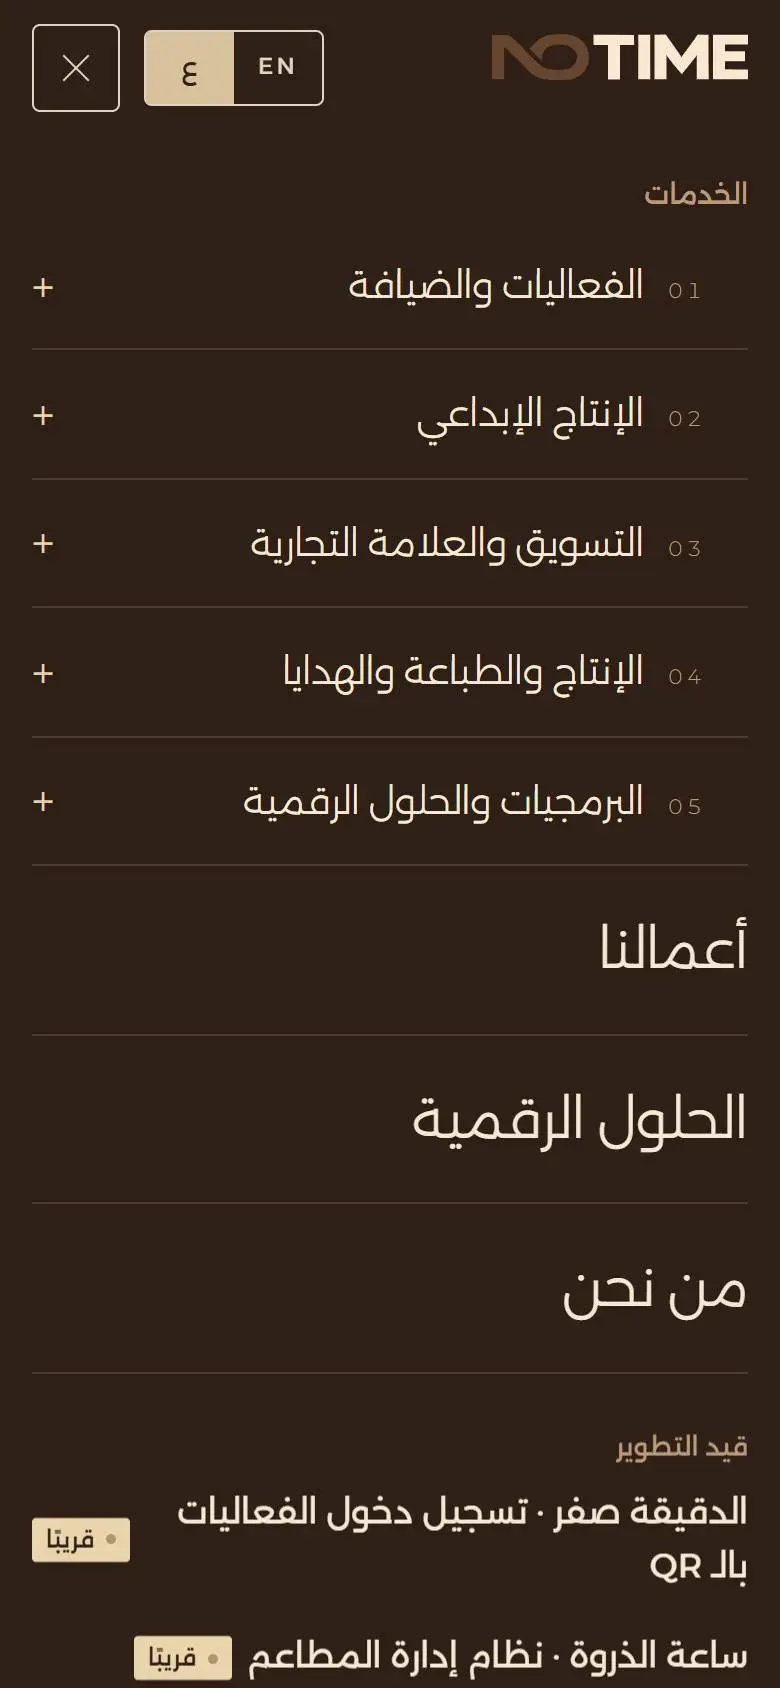 NOTIME
EN
ع
الخدمات
01 الفعاليات والضيافة +
02 الإنتاج الإبداعي +
03 التسويق والعلامة التجارية +
04 الإنتاج والطباعة والهدايا +
05 البرمجيات والحلول الرقمية +
أعمالنا
الحلول الرقمية
من نحن
قيد التطوير
الدقيقة صفر · تسجيل دخول الفعاليات
بالـ QR
قريبًا
ساعة الذروة · نظام إدارة المطاعم
قريبًا